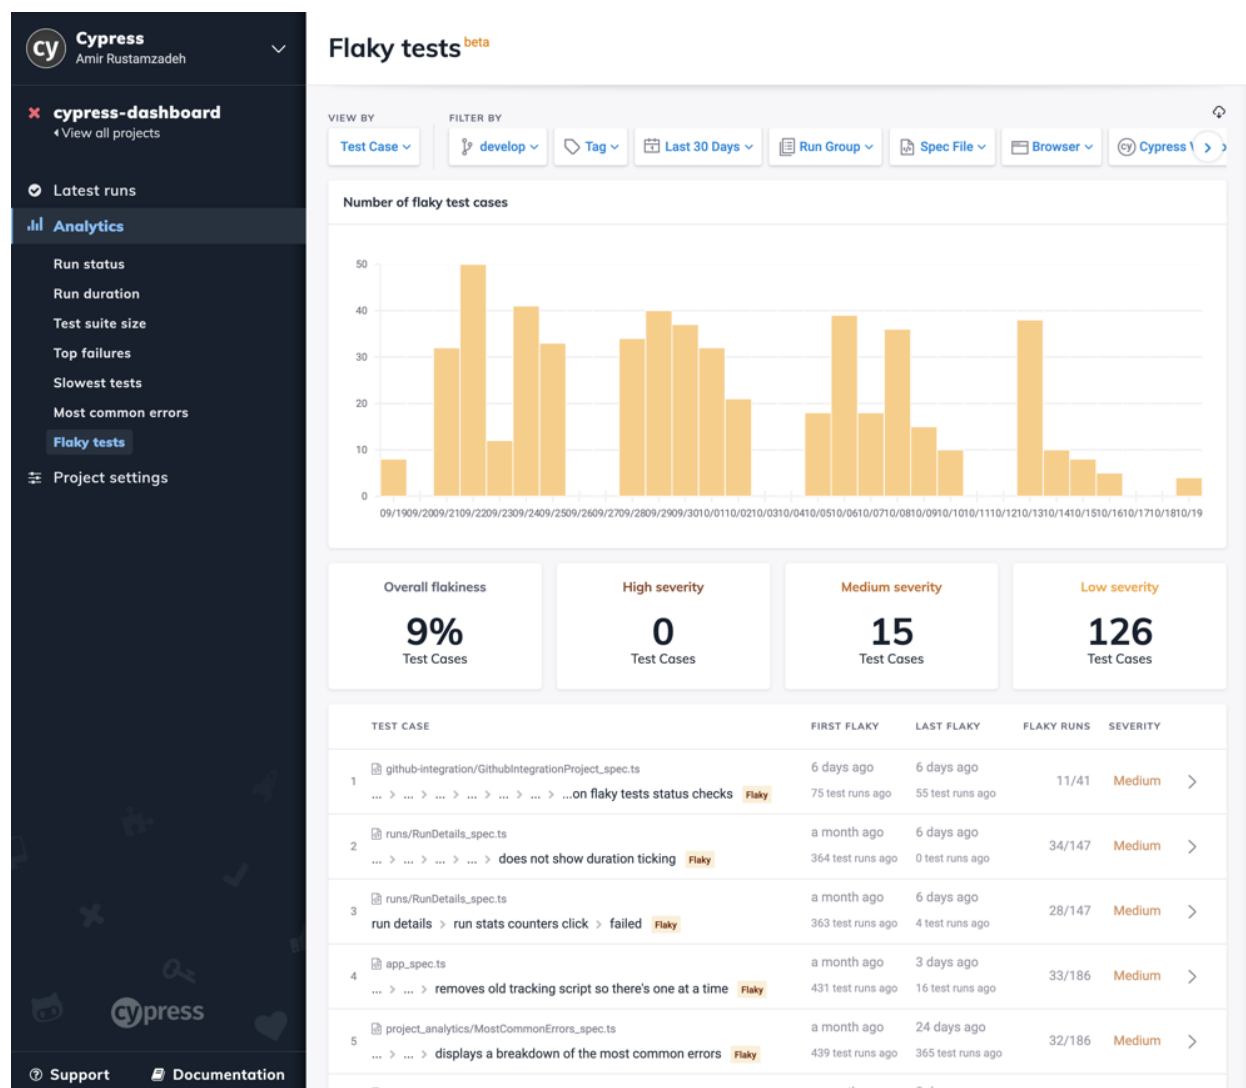 cy Cypress
Amir Rustamzadeh
cypress-dashboard
View all projects
Latest runs
Analytics
Run status
Run duration
Test suite size
Top failures
Slowest tests
Most common errors
Flaky tests
Project settings
cypress
Support Documentation
Flaky tests beta
VIEW BY FILTER BY
Test Case develop Tag Last 30 Days Run Group Spec File Browser cy Cypress
Number of flaky test cases
50
40
30
20
10
0
09/19 09/20 09/21 09/22 09/23 09/24 09/25 09/26 09/27 09/28 09/29 09/30 10/01 10/02 10/03 10/04 10/05 10/06 10/07 10/08 10/09 10/10 10/11 10/12 10/13 10/14 10/15 10/16 10/17 10/18 10/19
Overall flakiness High severity Medium severity Low severity
9% 0 15 126
Test Cases Test Cases Test Cases Test Cases
TEST CASE FIRST FLAKY LAST FLAKY FLAKY RUNS SEVERITY
github-integration/GithubIntegrationProject_spec.ts 6 days ago 6 days ago
1 11/41 Medium
... > ... > ... > ... > ... > ... > ...on flaky tests status checks Flaky 75 test runs ago 55 test runs ago
runs/RunDetails_spec.ts a month ago 6 days ago
2 34/147 Medium
... > ... > ... > ... > does not show duration ticking Flaky 364 test runs ago 0 test runs ago
runs/RunDetails_spec.ts a month ago 6 days ago
3 28/147 Medium
run details > run stats counters click > failed Flaky 363 test runs ago 4 test runs ago
app_spec.ts a month ago 3 days ago
4 33/186 Medium
... > ... > removes old tracking script so there's one at a time Flaky 431 test runs ago 16 test runs ago
project_analytics/MostCommonErrors_spec.ts a month ago 24 days ago
5 32/186 Medium
... > ... > displays a breakdown of the most common errors Flaky 439 test runs ago 365 test runs ago